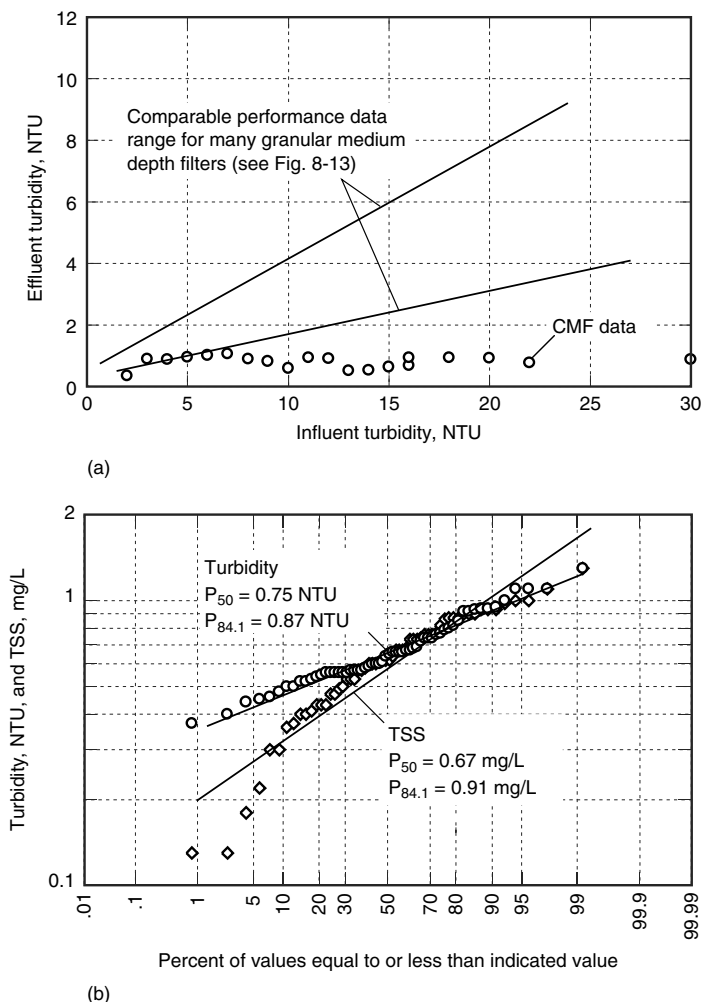 12
10
8
6
4
2
0
Effluent turbidity, NTU
Comparable performance data
range for many granular medium
depth filters (see Fig. 8-13)
CMF data
0
5
10
15
20
25
30
Influent turbidity, NTU
(a)
2
1
0.1
Turbidity, NTU, and TSS, mg/L
Turbidity
P50 = 0.75 NTU
P84.1 = 0.87 NTU
TSS
P50 = 0.67 mg/L
P84.1 = 0.91 mg/L
.01
.1
1
5
10
20
30
50
70
80
90
95
99
99.9
99.99
Percent of values equal to or less than indicated value
(b)